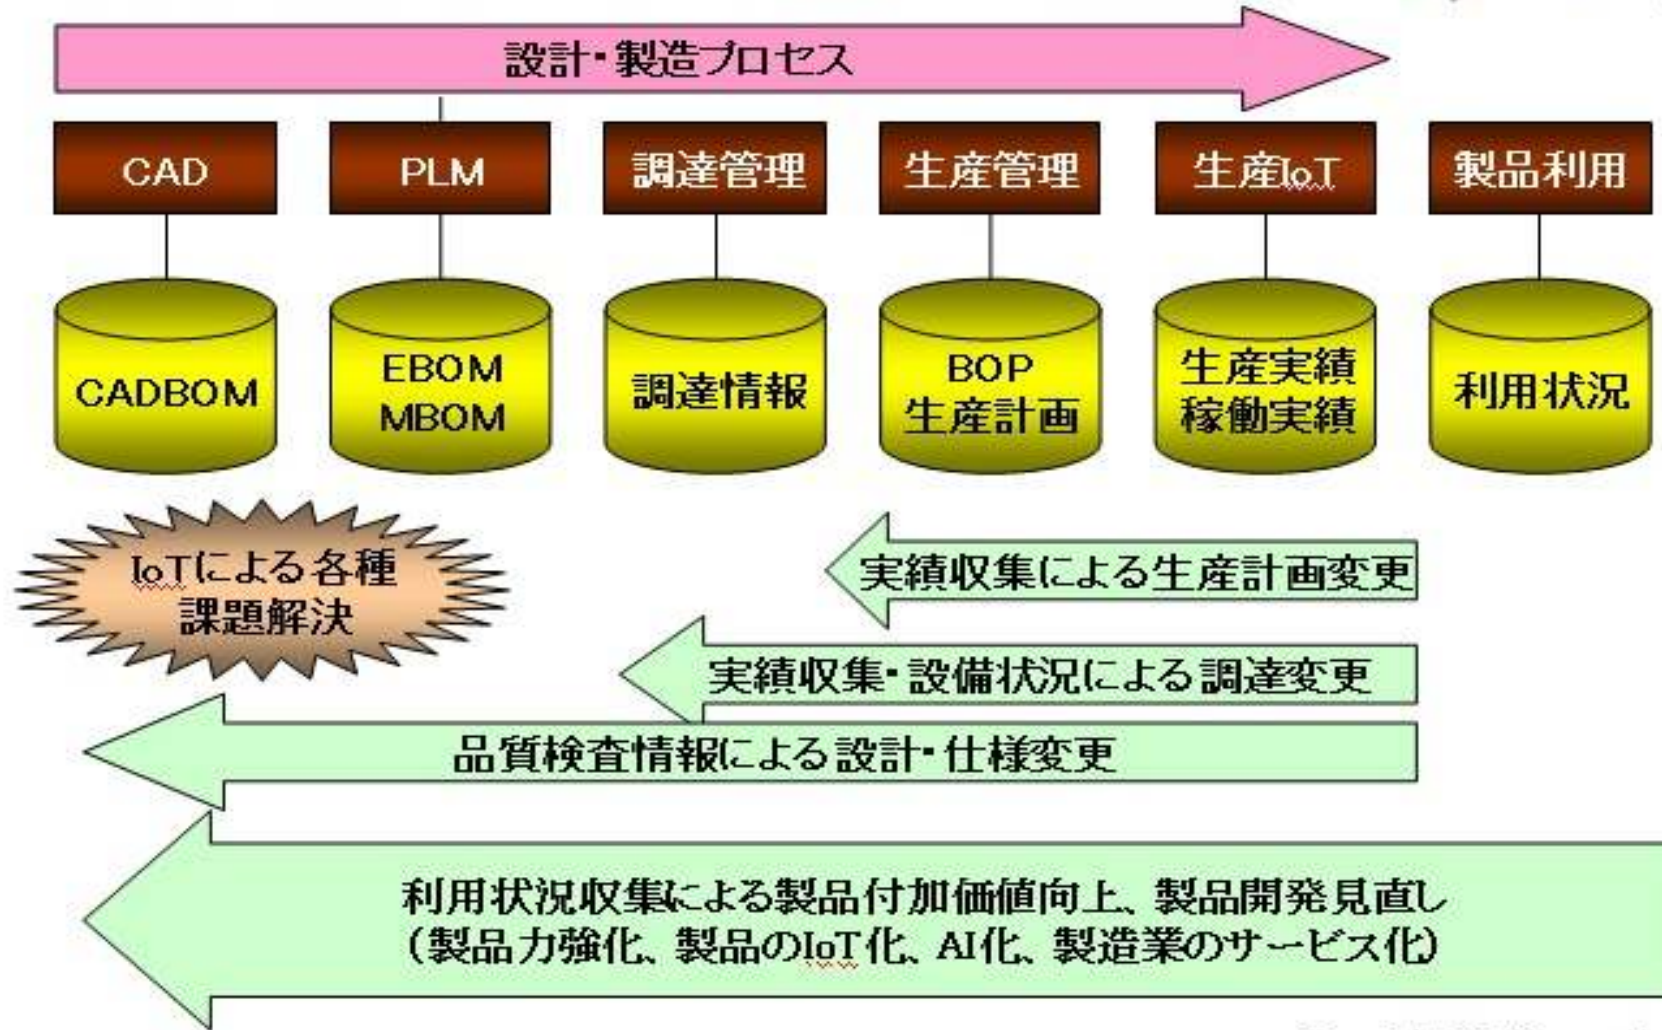 設計・製造プロセス
CAD
PLM
調達管理
生産管理
生産IoT
製品利用
CADBOM
EBOM
MBOM
調達情報
BOP
生産計画
生産実績
稼働実績
利用状況
IoTによる各種
課題解決
実績収集による生産計画変更
実績収集・設備状況による調達変更
品質検査情報による設計・仕様変更
利用状況収集による製品付加価値向上、製品開発見直し
（製品力強化、製品のIoT化、AI化、製造業のサービス化）